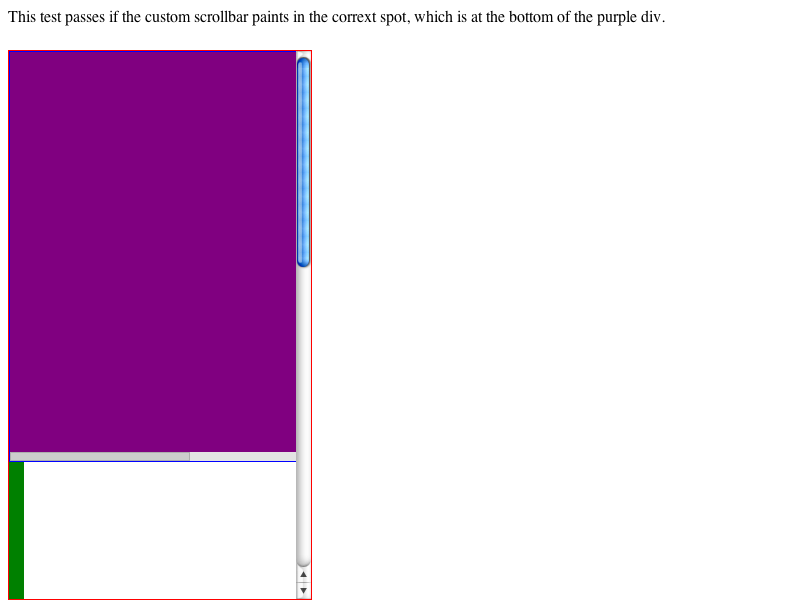 This test passes if the custom scrollbar paints in the corrext spot, which is at the bottom of the purple div.